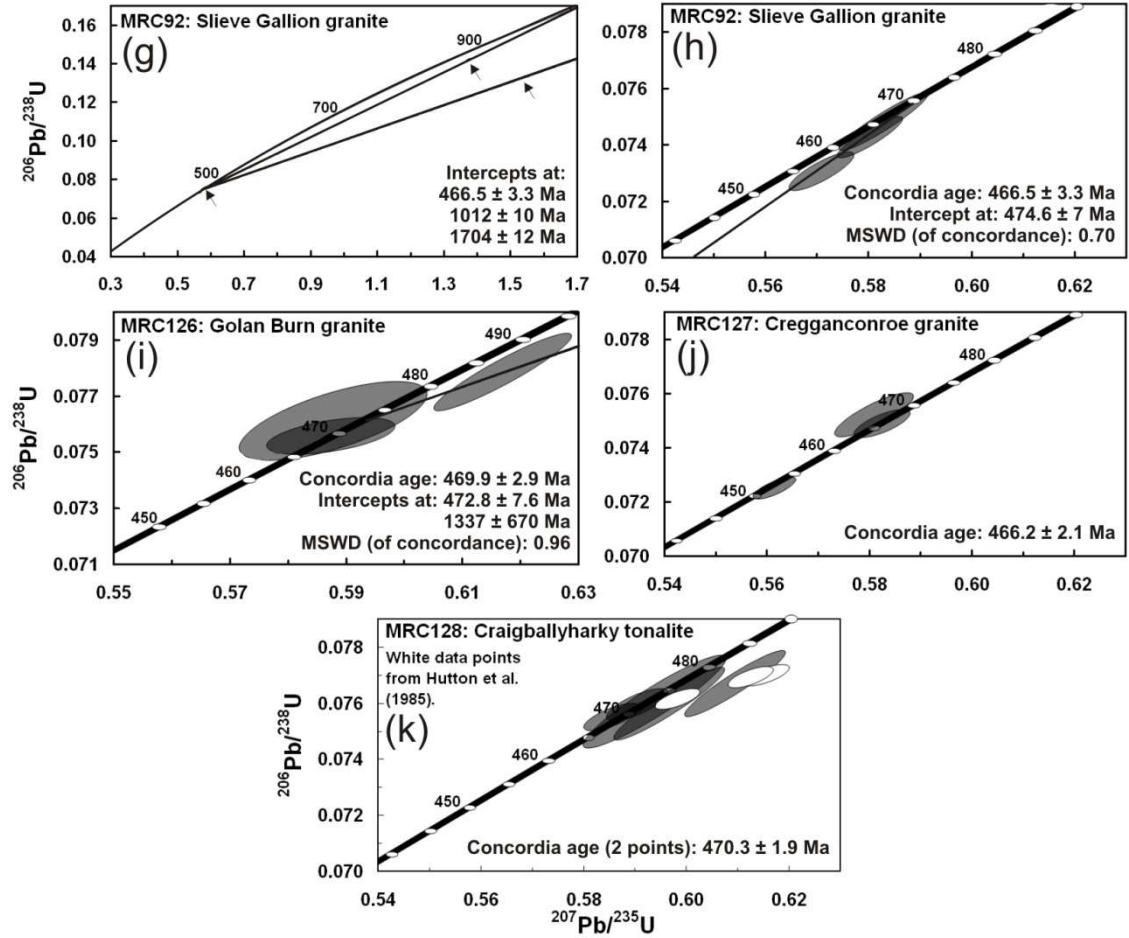 MRC92: Slieve Gallion granite
(g)
206Pb/238U
0.16
0.14
0.12
0.10
0.08
0.06
0.04
900
700
500
Intercepts at:
466.5 ± 3.3 Ma
1012 ± 10 Ma
1704 ± 12 Ma
0.3 0.5 0.7 0.9 1.1 1.3 1.5 1.7
MRC92: Slieve Gallion granite
(h)
0.078
0.076
0.074
0.072
0.070
480
470
460
450
Concordia age: 466.5 ± 3.3 Ma
Intercept at: 474.6 ± 7 Ma
MSWD (of concordance): 0.70
0.54 0.56 0.58 0.60 0.62
MRC126: Golan Burn granite
(i)
206Pb/238U
0.079
0.077
0.075
0.073
0.071
490
480
470
460
450
Concordia age: 469.9 ± 2.9 Ma
Intercepts at: 472.8 ± 7.6 Ma
1337 ± 670 Ma
MSWD (of concordance): 0.96
0.55 0.57 0.59 0.61 0.63
MRC127: Cregganconroe granite
(j)
0.078
0.076
0.074
0.072
0.070
480
470
460
450
Concordia age: 466.2 ± 2.1 Ma
0.54 0.56 0.58 0.60 0.62
MRC128: Craigballyharky tonalite
White data points
from Hutton et al.
(1985).
(k)
206Pb/238U
0.078
0.076
0.074
0.072
0.070
480
470
460
450
Concordia age (2 points): 470.3 ± 1.9 Ma
0.54 0.56 0.58 0.60 0.62
207Pb/235U